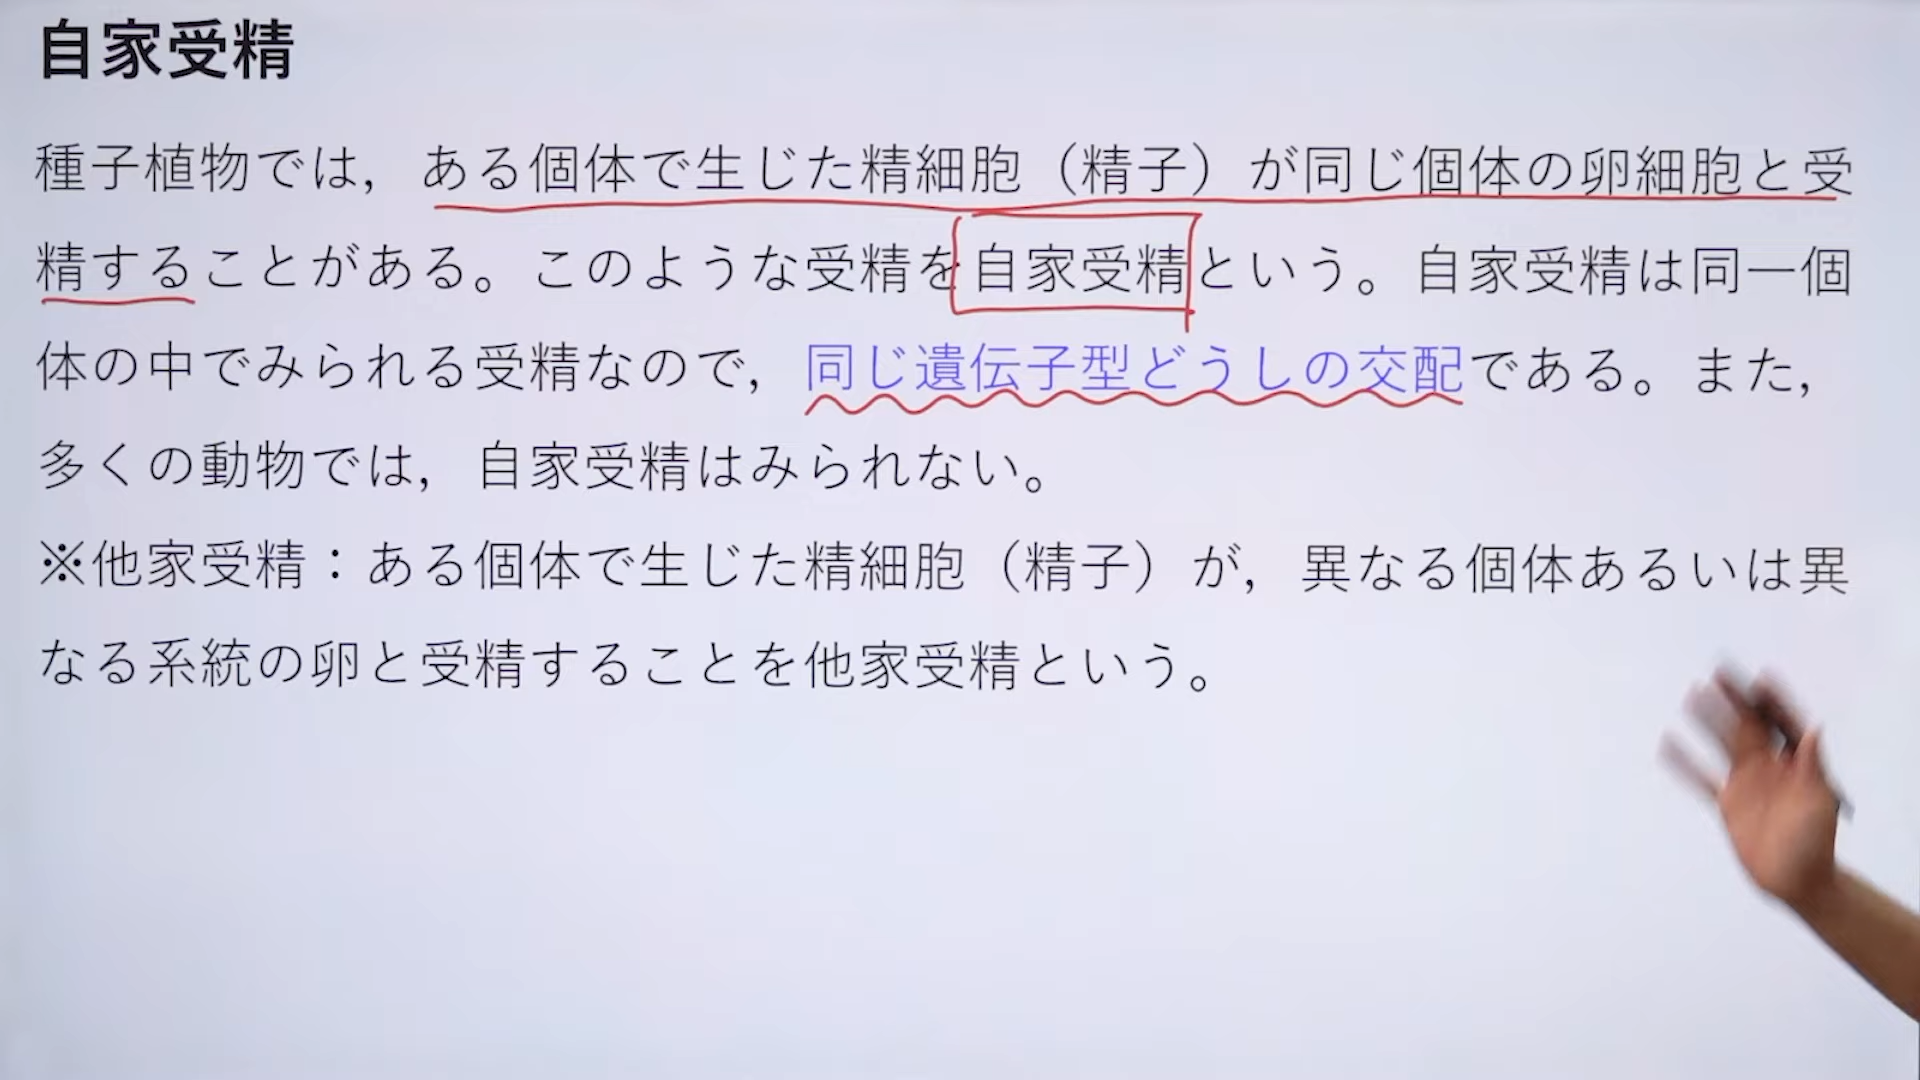 自家受精
種子植物では，ある個体で生じた精細胞（精子）が同じ個体の卵細胞と受
精することがある。このような受精を自家受精という。自家受精は同一個
体の中でみられる受精なので，同じ遺伝子型どうしの交配である。また，
多くの動物では，自家受精はみられない。
※他家受精：ある個体で生じた精細胞（精子）が，異なる個体あるいは異
なる系統の卵と受精することを他家受精という。